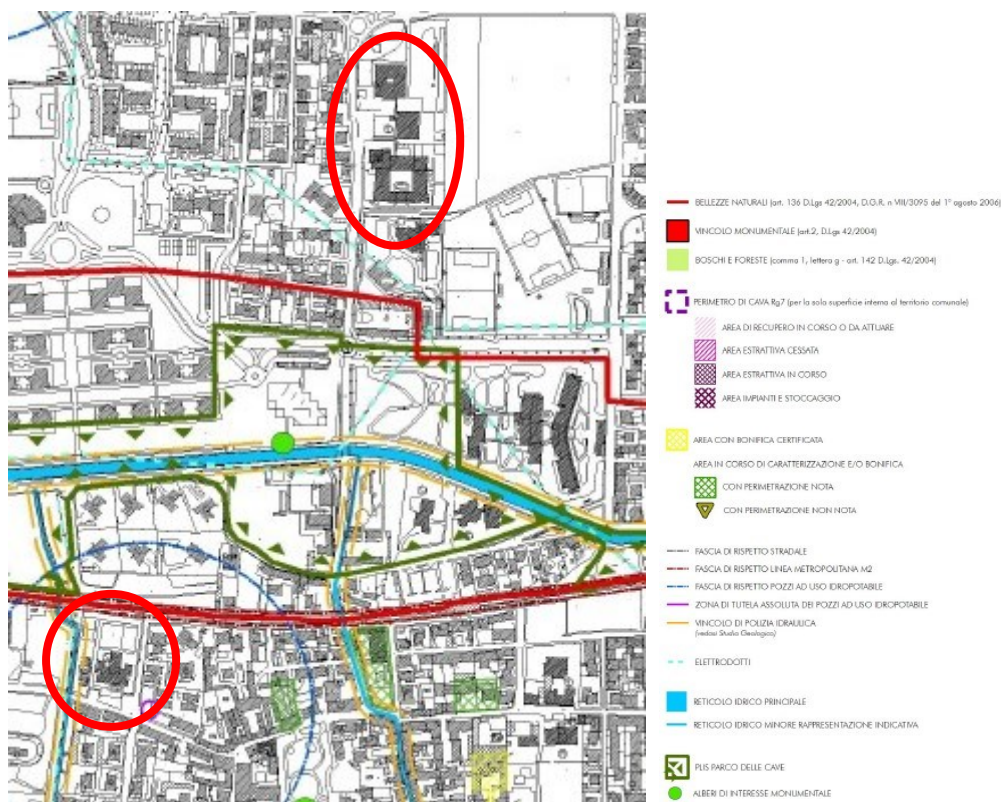 BELLEZZE NATURALI (art. 136 D.Lgs 42/2004, D.G.R. n VIII/3095 del 1° agosto 2006)
VINCOLO MONUMENTALE (art.2, D.Lgs 42/2004)
BOSCHI E FORESTE (comma 1, lettera g - art. 142 D.Lgs. 42/2004)
PERIMETRO DI CAVA Rg7 (per la sola superficie interna al territorio comunale)
AREA DI RECUPERO IN CORSO O DA ATTUARE
AREA ESTRATTIVA CESSATA
AREA ESTRATTIVA IN CORSO
AREA IMPIANTI E STOCCAGGIO
AREA CON BONIFICA CERTIFICATA
AREA IN CORSO DI CARATTERIZZAZIONE E/O BONIFICA
CON PERIMETRAZIONE NOTA
CON PERIMETRAZIONE NON NOTA
FASCIA DI RISPETTO STRADALE
FASCIA DI RISPETTO LINEA METROPOLITANA M2
FASCIA DI RISPETTO POZZI AD USO IDROPOTABILE
ZONA DI TUTELA ASSOLUTA DEI POZZI AD USO IDROPOTABILE
VINCOLO DI POLIZIA IDRAULICA
(vedasi Studio Geologico)
ELETTRODOTTI
RETICOLO IDRICO PRINCIPALE
RETICOLO IDRICO MINORE RAPPRESENTAZIONE INDICATIVA
PLIS PARCO DELLE CAVE
ALBERI DI INTERESSE MONUMENTALE